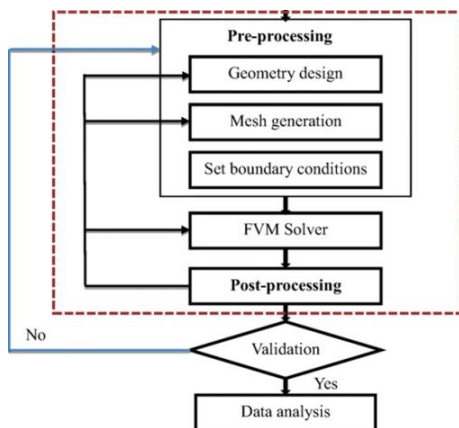 Pre-processing
Geometry design
Mesh generation
Set boundary conditions
FVM Solver
Post-processing
No
Validation
Yes
Data analysis